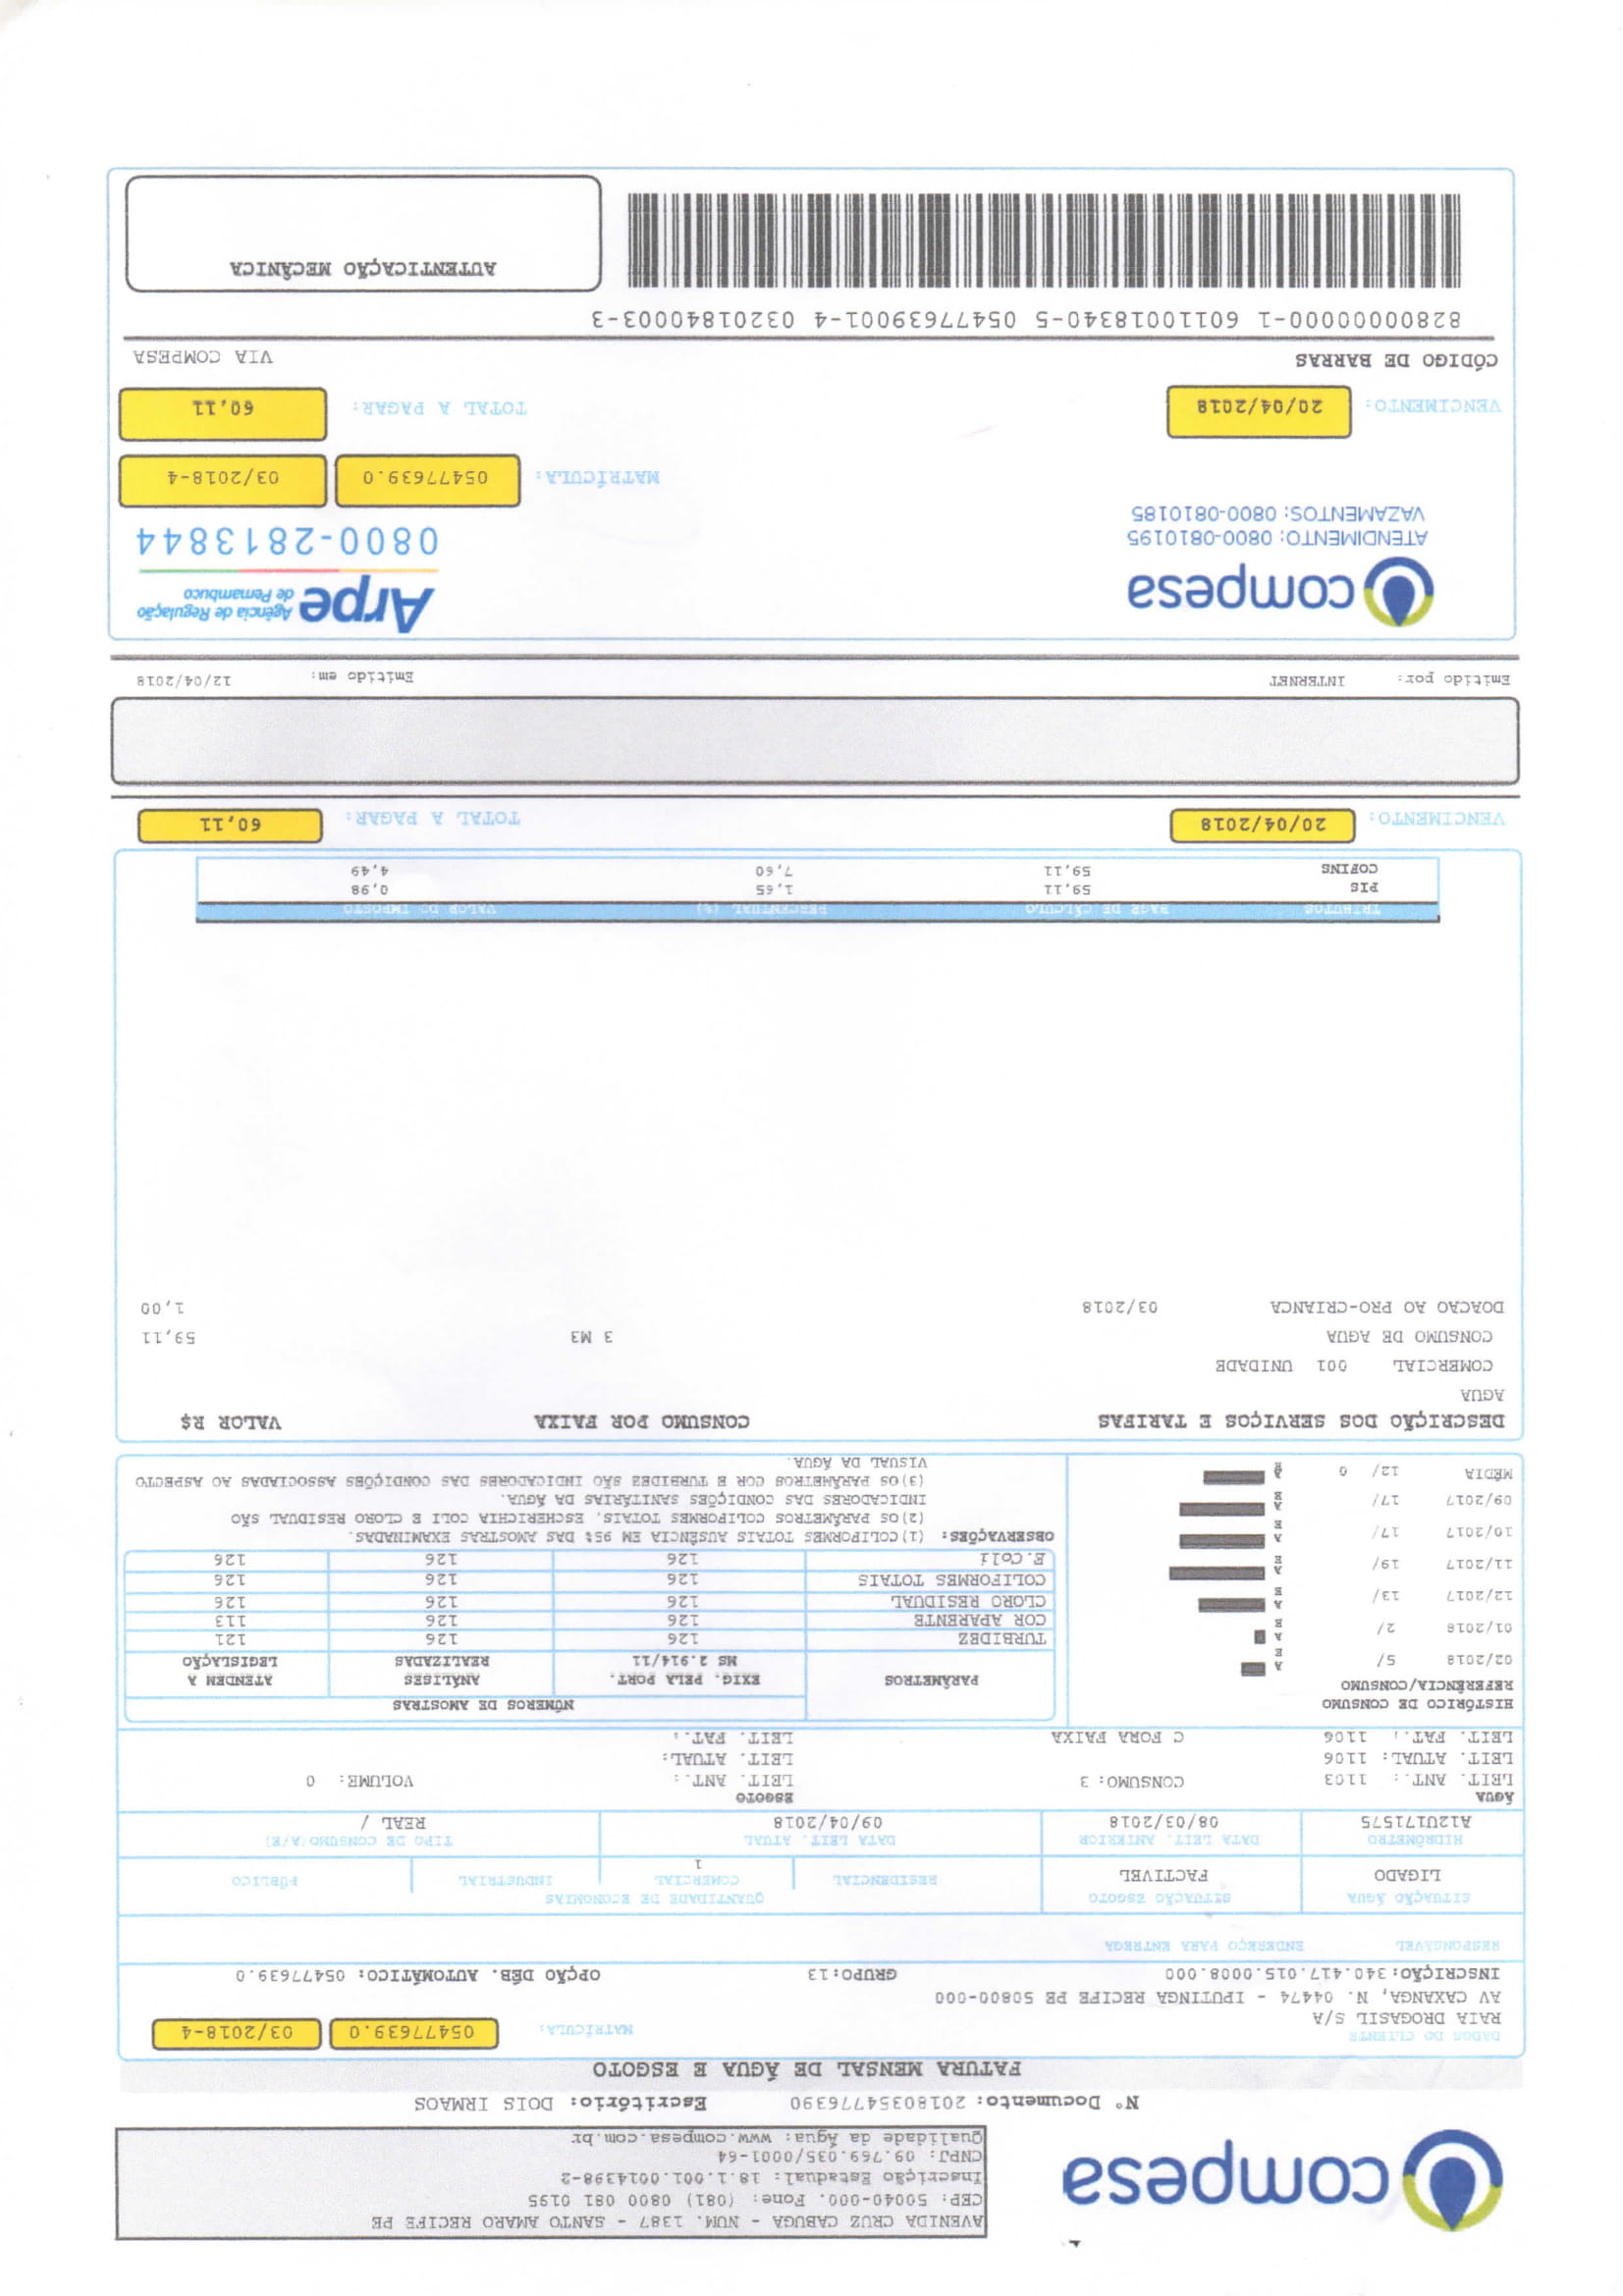 compesa
AVENIDA CRUZ CABUGA - NUM. 1387 - SANTO AMARO RECIFE PE
CEP: 50040-000. Fone: (081) 0800 081 0195
Inscrição Estadual: 18.1.001.0014398-2
CNPJ: 09.769.035/0001-64
Qualidade da Água: www.compesa.com.br
N° Documento: 20180354776390 Escritório: DOIS IRMAOS
FATURA MENSAL DE ÁGUA E ESGOTO
DADOS DO CLIENTE
RAIA DROGASIL S/A
MATRÍCULA: 05477639.0 03/2018-4
AV CAXANGA, N. 04474 - IPUTINGA RECIFE PE 50800-000
INSCRIÇÃO: 340.417.015.0008.000 GRUPO: 13 OPÇÃO DÉB. AUTOMÁTICO: 05477639.0
RESPONSÁVEL ENDEREÇO PARA ENTREGA
SITUAÇÃO ÁGUA SITUAÇÃO ESGOTO QUANTIDADE DE ECONOMIAS
LIGADO FACTIVEL RESIDENCIAL COMERCIAL INDUSTRIAL PÚBLICO
1
HIDRÔMETRO DATA LEIT. ANTERIOR DATA LEIT. ATUAL TIPO DE CONSUMO(A/E)
A12U171575 08/03/2018 09/04/2018 REAL /
ÁGUA ESGOTO
LEIT. ANT.: 1103 CONSUMO: 3 LEIT. ANT.: VOLUME: 0
LEIT. ATUAL: 1106 LEIT. ATUAL:
LEIT. FAT.: 1106 C FORA FAIXA LEIT. FAT.:
HISTÓRICO DE CONSUMO
REFERÊNCIA/CONSUMO
02/2018 5/ A E
01/2018 2/ A E
12/2017 13/ A E
11/2017 19/ A E
10/2017 17/ A E
09/2017 17/ A E
MÉDIA 12/ 0 A E
PARÂMETROS NÚMEROS DE AMOSTRAS
EXIG. PELA PORT. MS 2.914/11 ANÁLISES REALIZADAS ATENDEM A LEGISLAÇÃO
TURBIDEZ 126 126 121
COR APARENTE 126 126 113
CLORO RESIDUAL 126 126 126
COLIFORMES TOTAIS 126 126 126
E.Coli 126 126 126
OBSERVAÇÕES: (1) COLIFORMES TOTAIS AUSÊNCIA EM 95% DAS AMOSTRAS EXAMINADAS.
(2) OS PARÂMETROS COLIFORMES TOTAIS, ESCHERICHIA COLI E CLORO RESIDUAL SÃO
INDICADORES DAS CONDIÇÕES SANITÁRIAS DA ÁGUA.
(3) OS PARÂMETROS COR E TURBIDEZ SÃO INDICADORES DAS CONDIÇÕES ASSOCIADAS AO ASPECTO
VISUAL DA ÁGUA.
DESCRIÇÃO DOS SERVIÇOS E TARIFAS CONSUMO POR FAIXA VALOR R$
AGUA
COMERCIAL 001 UNIDADE
CONSUMO DE AGUA 3 M3 59,11
DOACAO AO PRO-CRIANCA 03/2018 1,00
TRIBUTOS BASE DE CÁLCULO PERCENTUAL (%) VALOR DO IMPOSTO
PIS 59,11 1,65 0,98
COFINS 59,11 7,60 4,49
VENCIMENTO: 20/04/2018 TOTAL A PAGAR: 60,11
Emitido por: INTERNET Emitido em: 12/04/2018
compesa
ATENDIMENTO: 0800-0810195
VAZAMENTOS: 0800-0810185
Arpe Agência de Regulação
de Pernambuco
0800-2813844
MATRÍCULA: 05477639.0 03/2018-4
VENCIMENTO: 20/04/2018 TOTAL A PAGAR: 60,11
CÓDIGO DE BARRAS VIA COMPESA
82800000000-1 60110018340-5 05477639001-4 03201840003-3
AUTENTICAÇÃO MECÂNICA